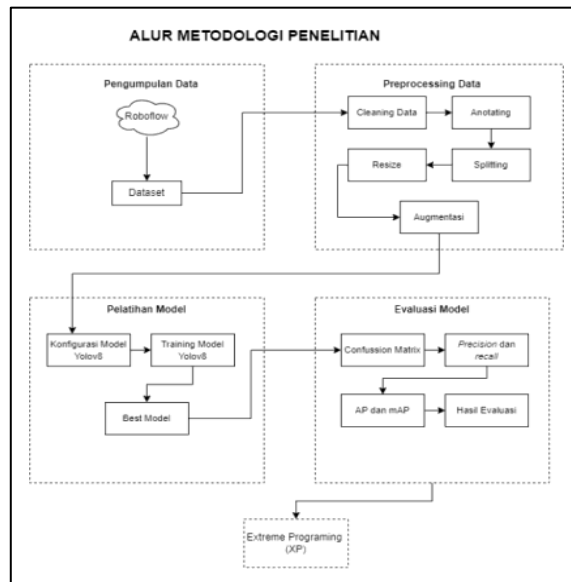 ALUR METODOLOGI PENELITIAN
Pengumpulan Data
Roboflow
Dataset
Preprocessing Data
Cleaning Data
Anotating
Splitting
Resize
Augmentasi
Pelatihan Model
Konfigurasi Model
Yolov8
Training Model
Yolov8
Best Model
Evaluasi Model
Confussion Matrix
Precision dan
recall
AP dan mAP
Hasil Evaluasi
Extreme Programing
(XP)